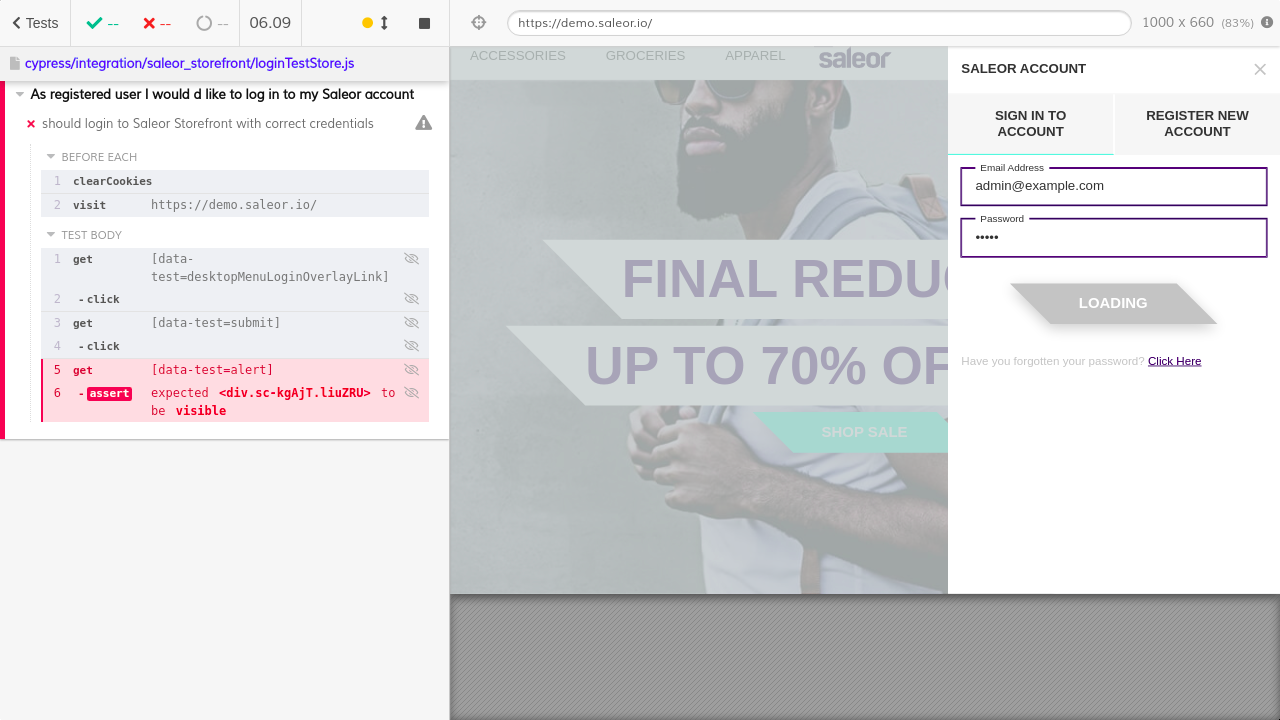 Tests -- -- -- 06.09
https://demo.saleor.io/ 1000 x 660 (83%)
cypress/integration/saleor_storefront/loginTestStore.js
As registered user I would d like to log in to my Saleor account
should login to Saleor Storefront with correct credentials
BEFORE EACH
1 clearCookies
2 visit https://demo.saleor.io/
TEST BODY
1 get [data-
test=desktopMenuLoginOverlayLink]
2 - click
3 get [data-test=submit]
4 - click
5 get [data-test=alert]
6 - assert expected <div.sc-kgAjT.liuZRU> to
be visible
ACCESSORIES GROCERIES APPAREL saleor
FINAL REDUC
UP TO 70% OF
SHOP SALE
SALEOR ACCOUNT
SIGN IN TO
ACCOUNT
REGISTER NEW
ACCOUNT
Email Address
admin@example.com
Password
•••••
LOADING
Have you forgotten your password? Click Here